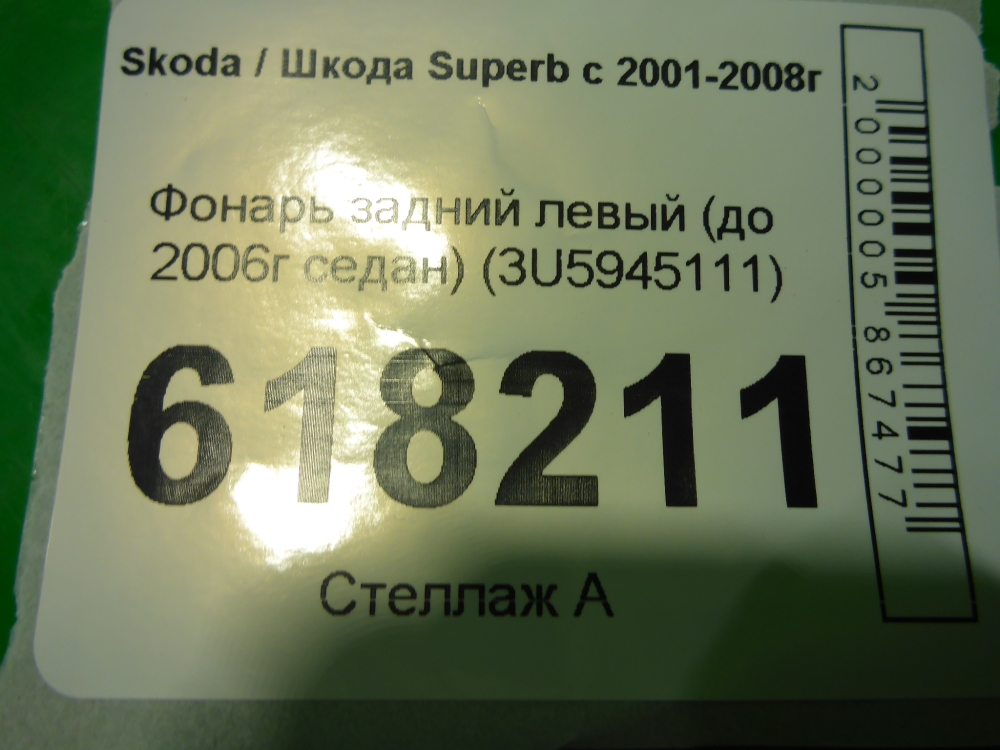 Skoda / Шкода Superb с 2001-2008г
Фонарь задний левый (до
2006г седан) (3U5945111)
618211
Стеллаж А
2000005867477